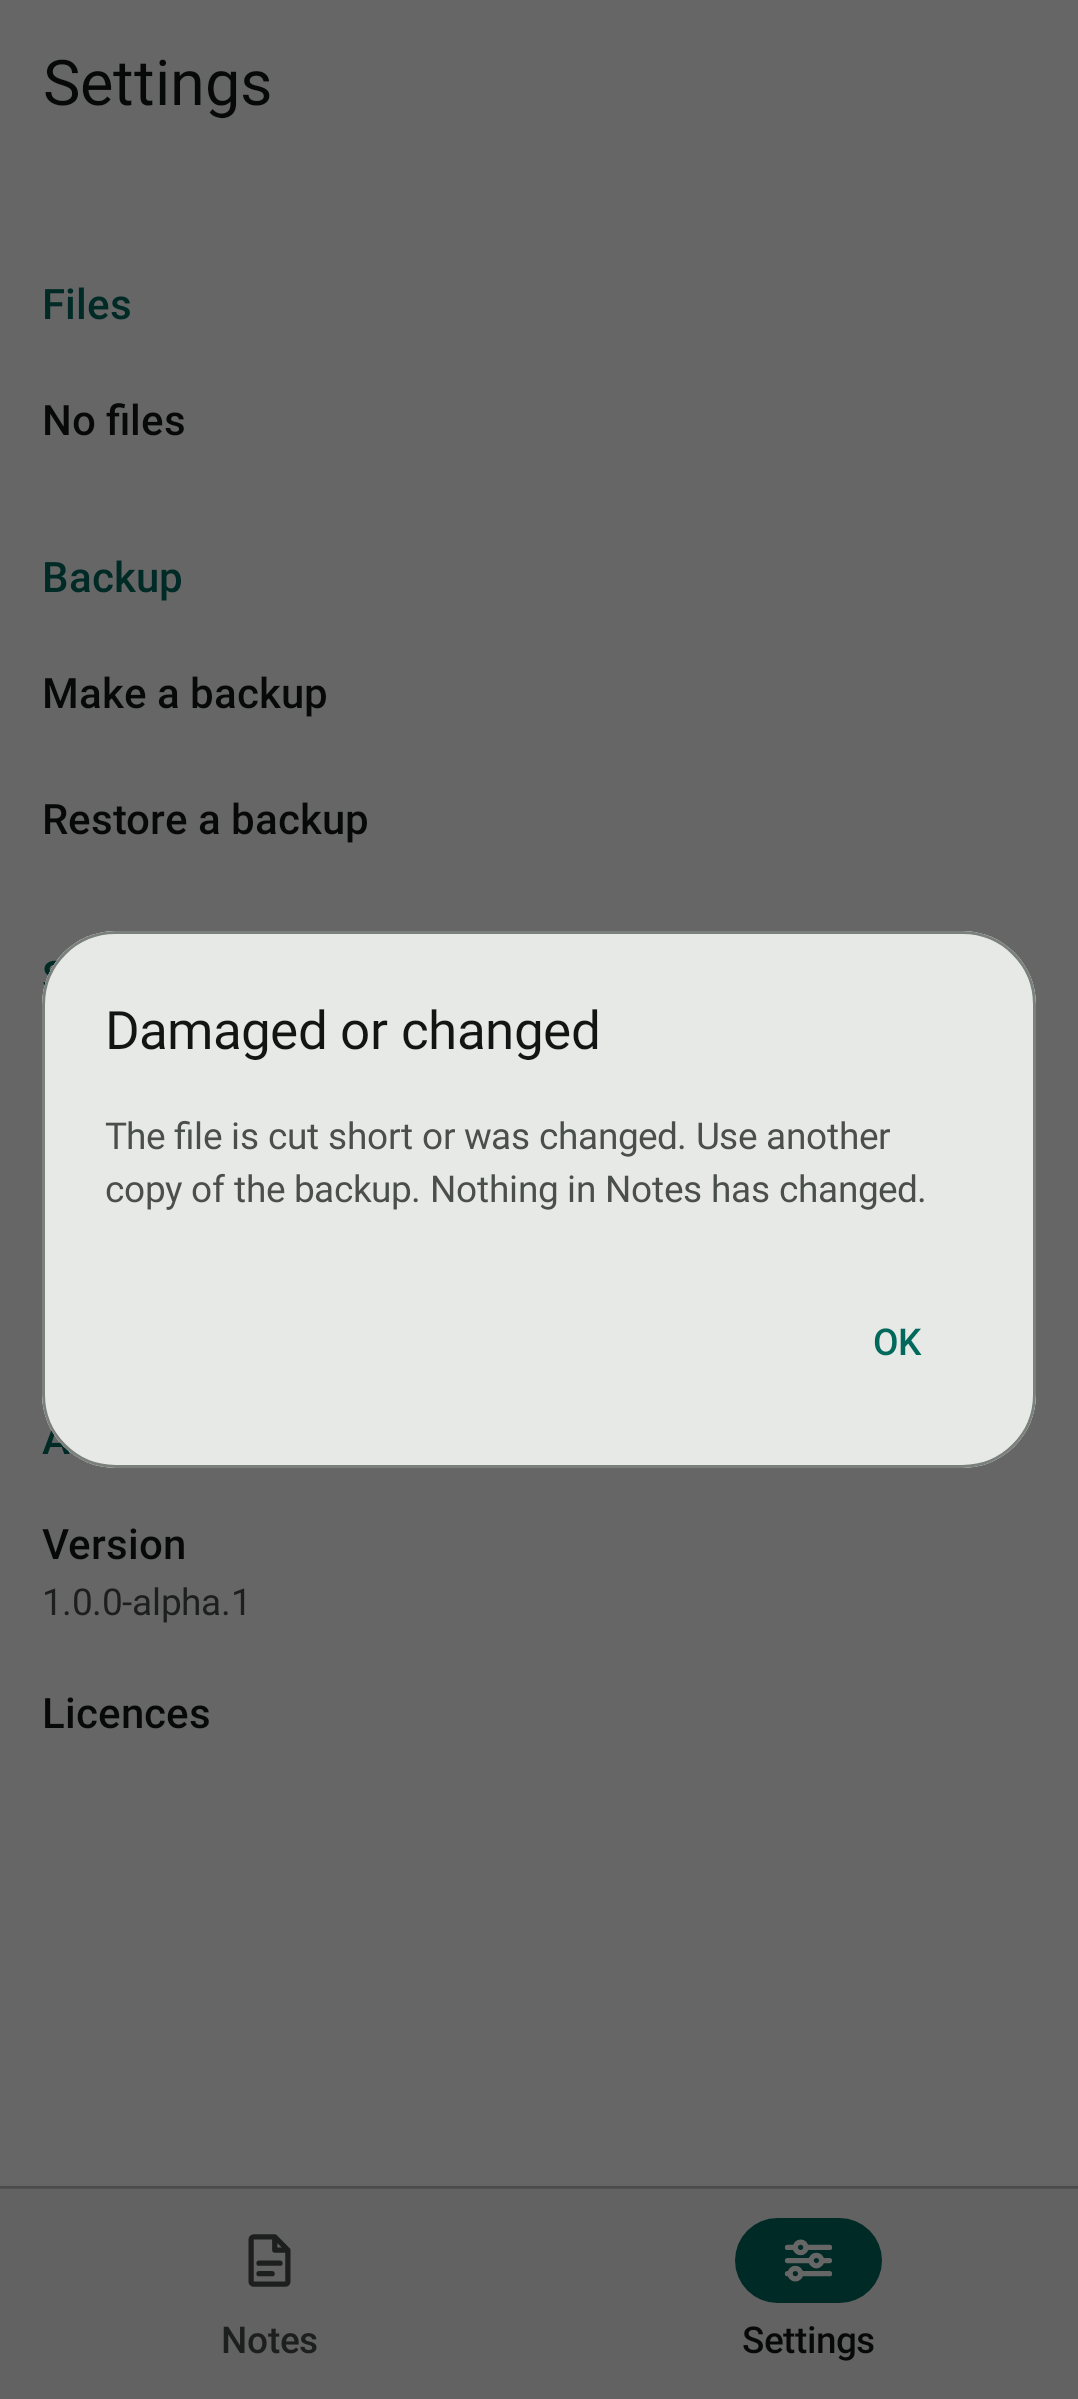 Settings
Files
No files
Backup
Make a backup
Restore a backup
Damaged or changed
The file is cut short or was changed. Use another
copy of the backup. Nothing in Notes has changed.
OK
Version
1.0.0-alpha.1
Licences
Notes
Settings